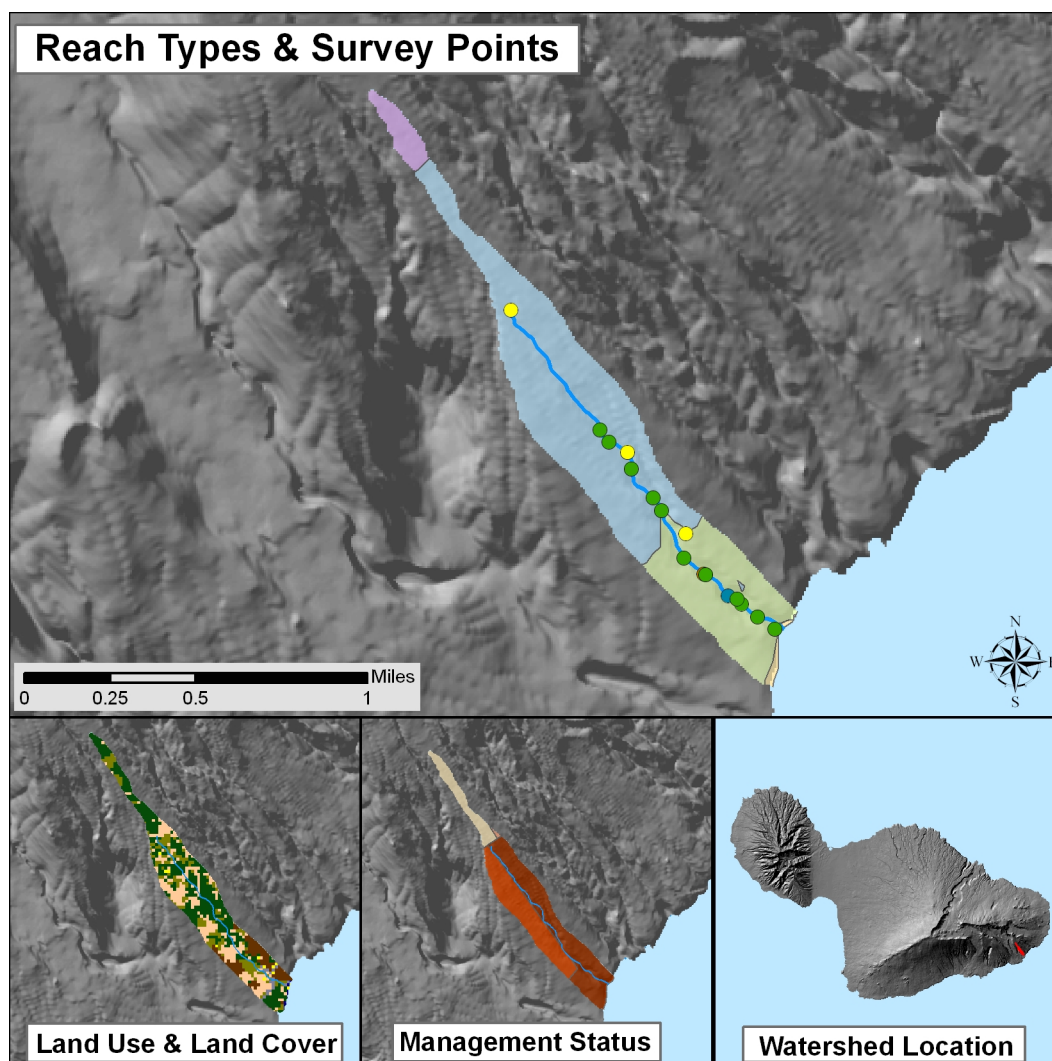 Reach Types & Survey Points
N
W
E
S
Miles
0 0.25 0.5 1
Land Use & Land Cover
Management Status
Watershed Location